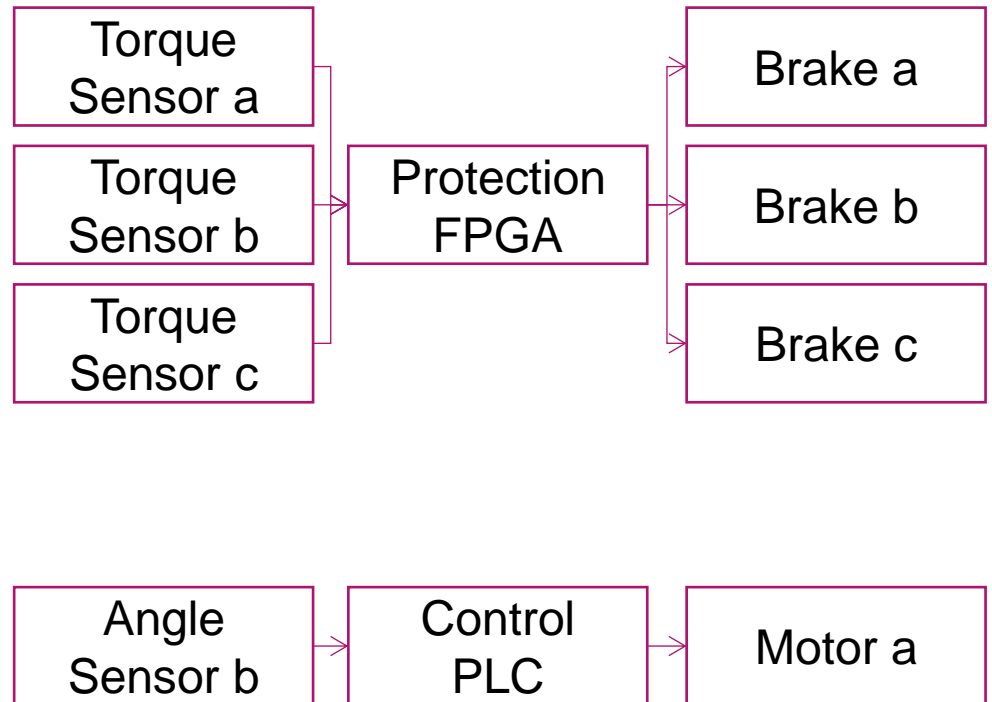 Torque
Sensor a
Brake a
Torque
Sensor b
Protection
FPGA
Brake b
Torque
Sensor c
Brake c
Angle
Sensor b
Control
PLC
Motor a